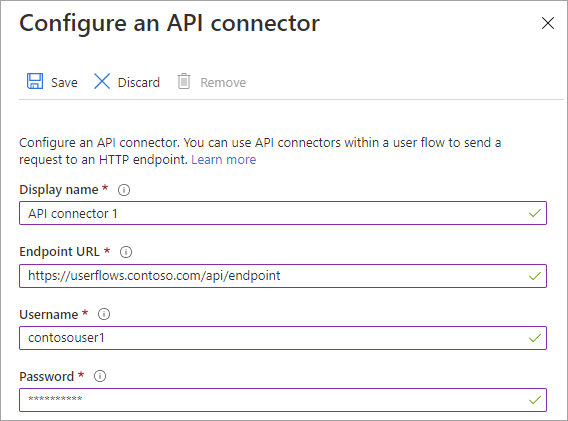 Configure an API connector
Save Discard Remove
Configure an API connector. You can use API connectors within a user flow to send a
request to an HTTP endpoint. Learn more
Display name *
API connector 1
Endpoint URL *
https://userflows.contoso.com/api/endpoint
Username *
contosouser1
Password *
**********